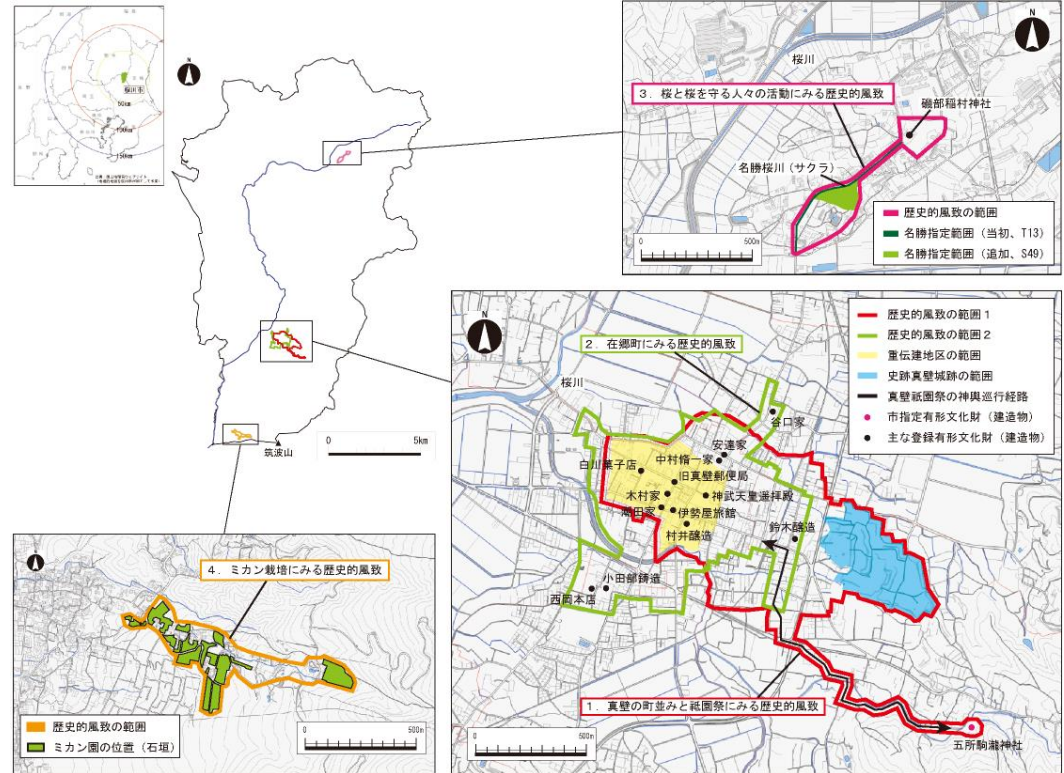 桜川市
50km
100km
150km
N
筑波山
0
5km
N
桜川
3．桜と桜を守る人々の活動にみる歴史的風致
磯部稲村神社
名勝桜川（サクラ）
0
500m
歴史的風致の範囲
名勝指定範囲（当初、T13）
名勝指定範囲（追加、S49）
N
歴史的風致の範囲1
歴史的風致の範囲2
重伝建地区の範囲
史跡真壁城跡の範囲
真壁祇園祭の神輿巡行経路
市指定有形文化財（建造物）
主な登録有形文化財（建造物）
2．在郷町にみる歴史的風致
桜川
谷口家
安達家
中村脩一家
白川菓子店
旧真壁郵便局
木村家
神武天皇遥拝殿
潮田家
伊勢屋旅館
村井醸造
鈴木醸造
小田部鋳造
西岡本店
1．真壁の町並みと祇園祭にみる歴史的風致
五所駒瀧神社
0
500m
4．ミカン栽培にみる歴史的風致
歴史的風致の範囲
ミカン園の位置（石垣）
0
500m